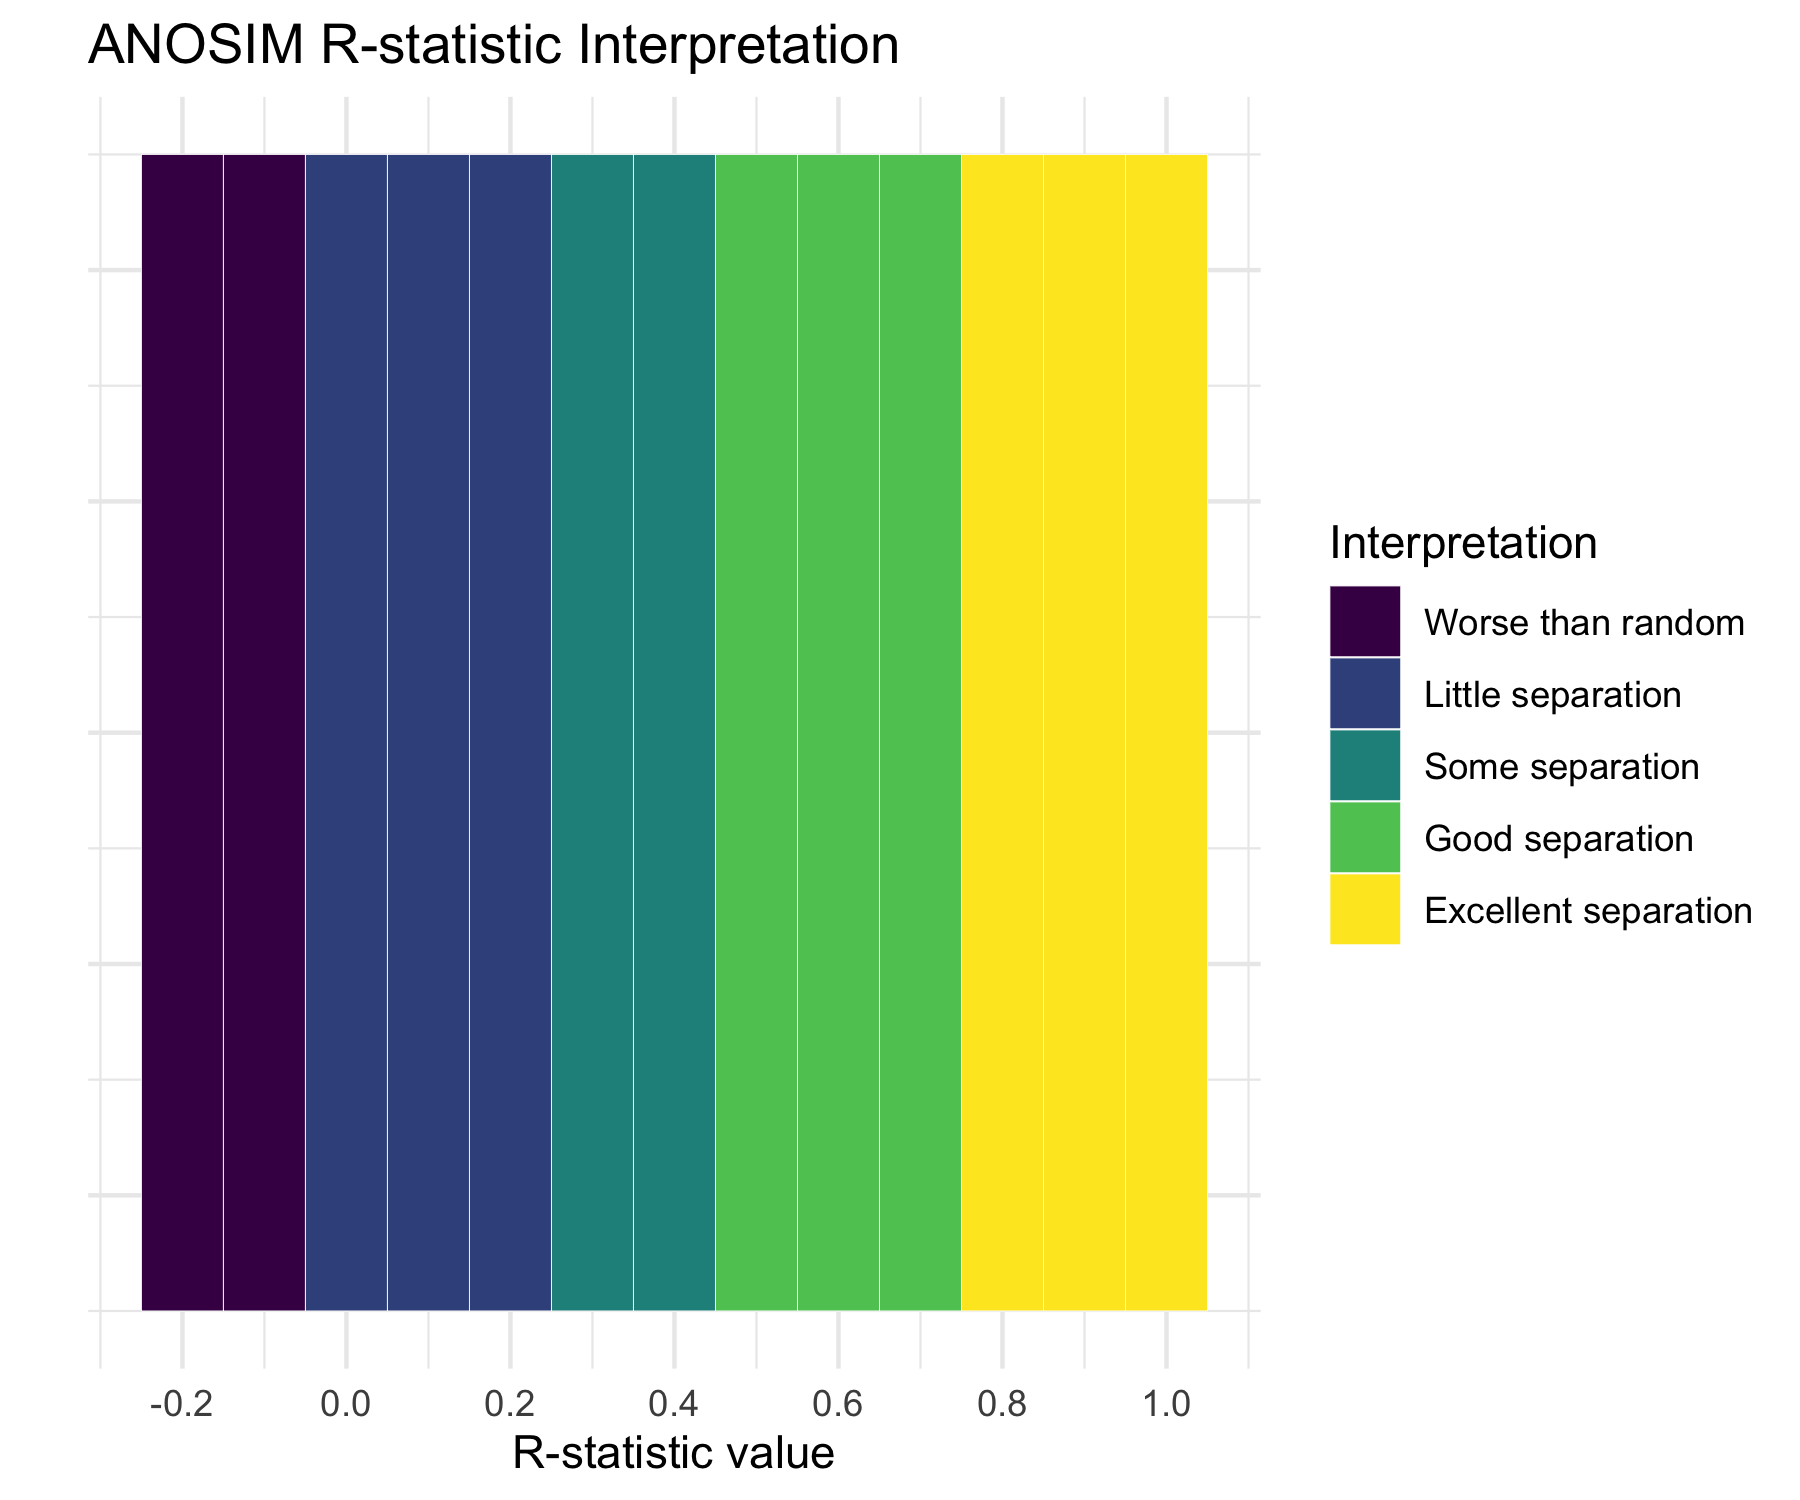 ANOSIM R-statistic Interpretation
Interpretation
Worse than random
Little separation
Some separation
Good separation
Excellent separation
-0.2 0.0 0.2 0.4 0.6 0.8 1.0
R-statistic value